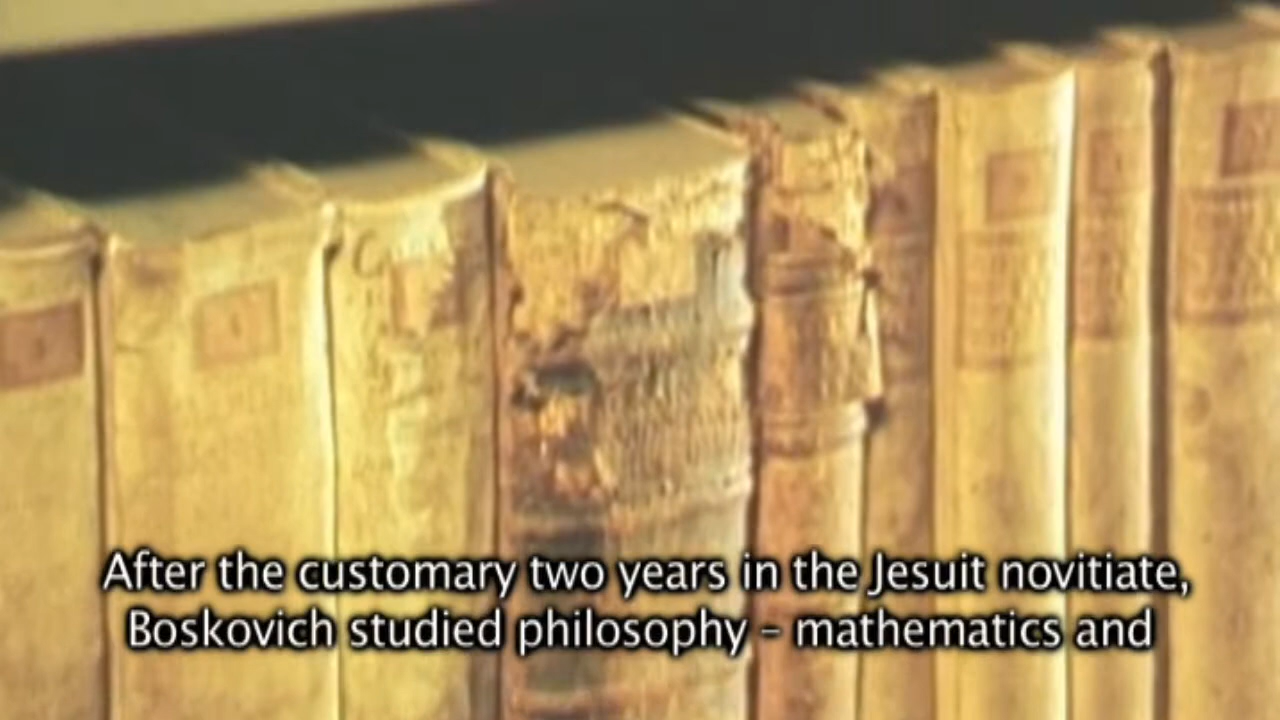 After the customary two years in the Jesuit novitiate,
Boskovich studied philosophy – mathematics and